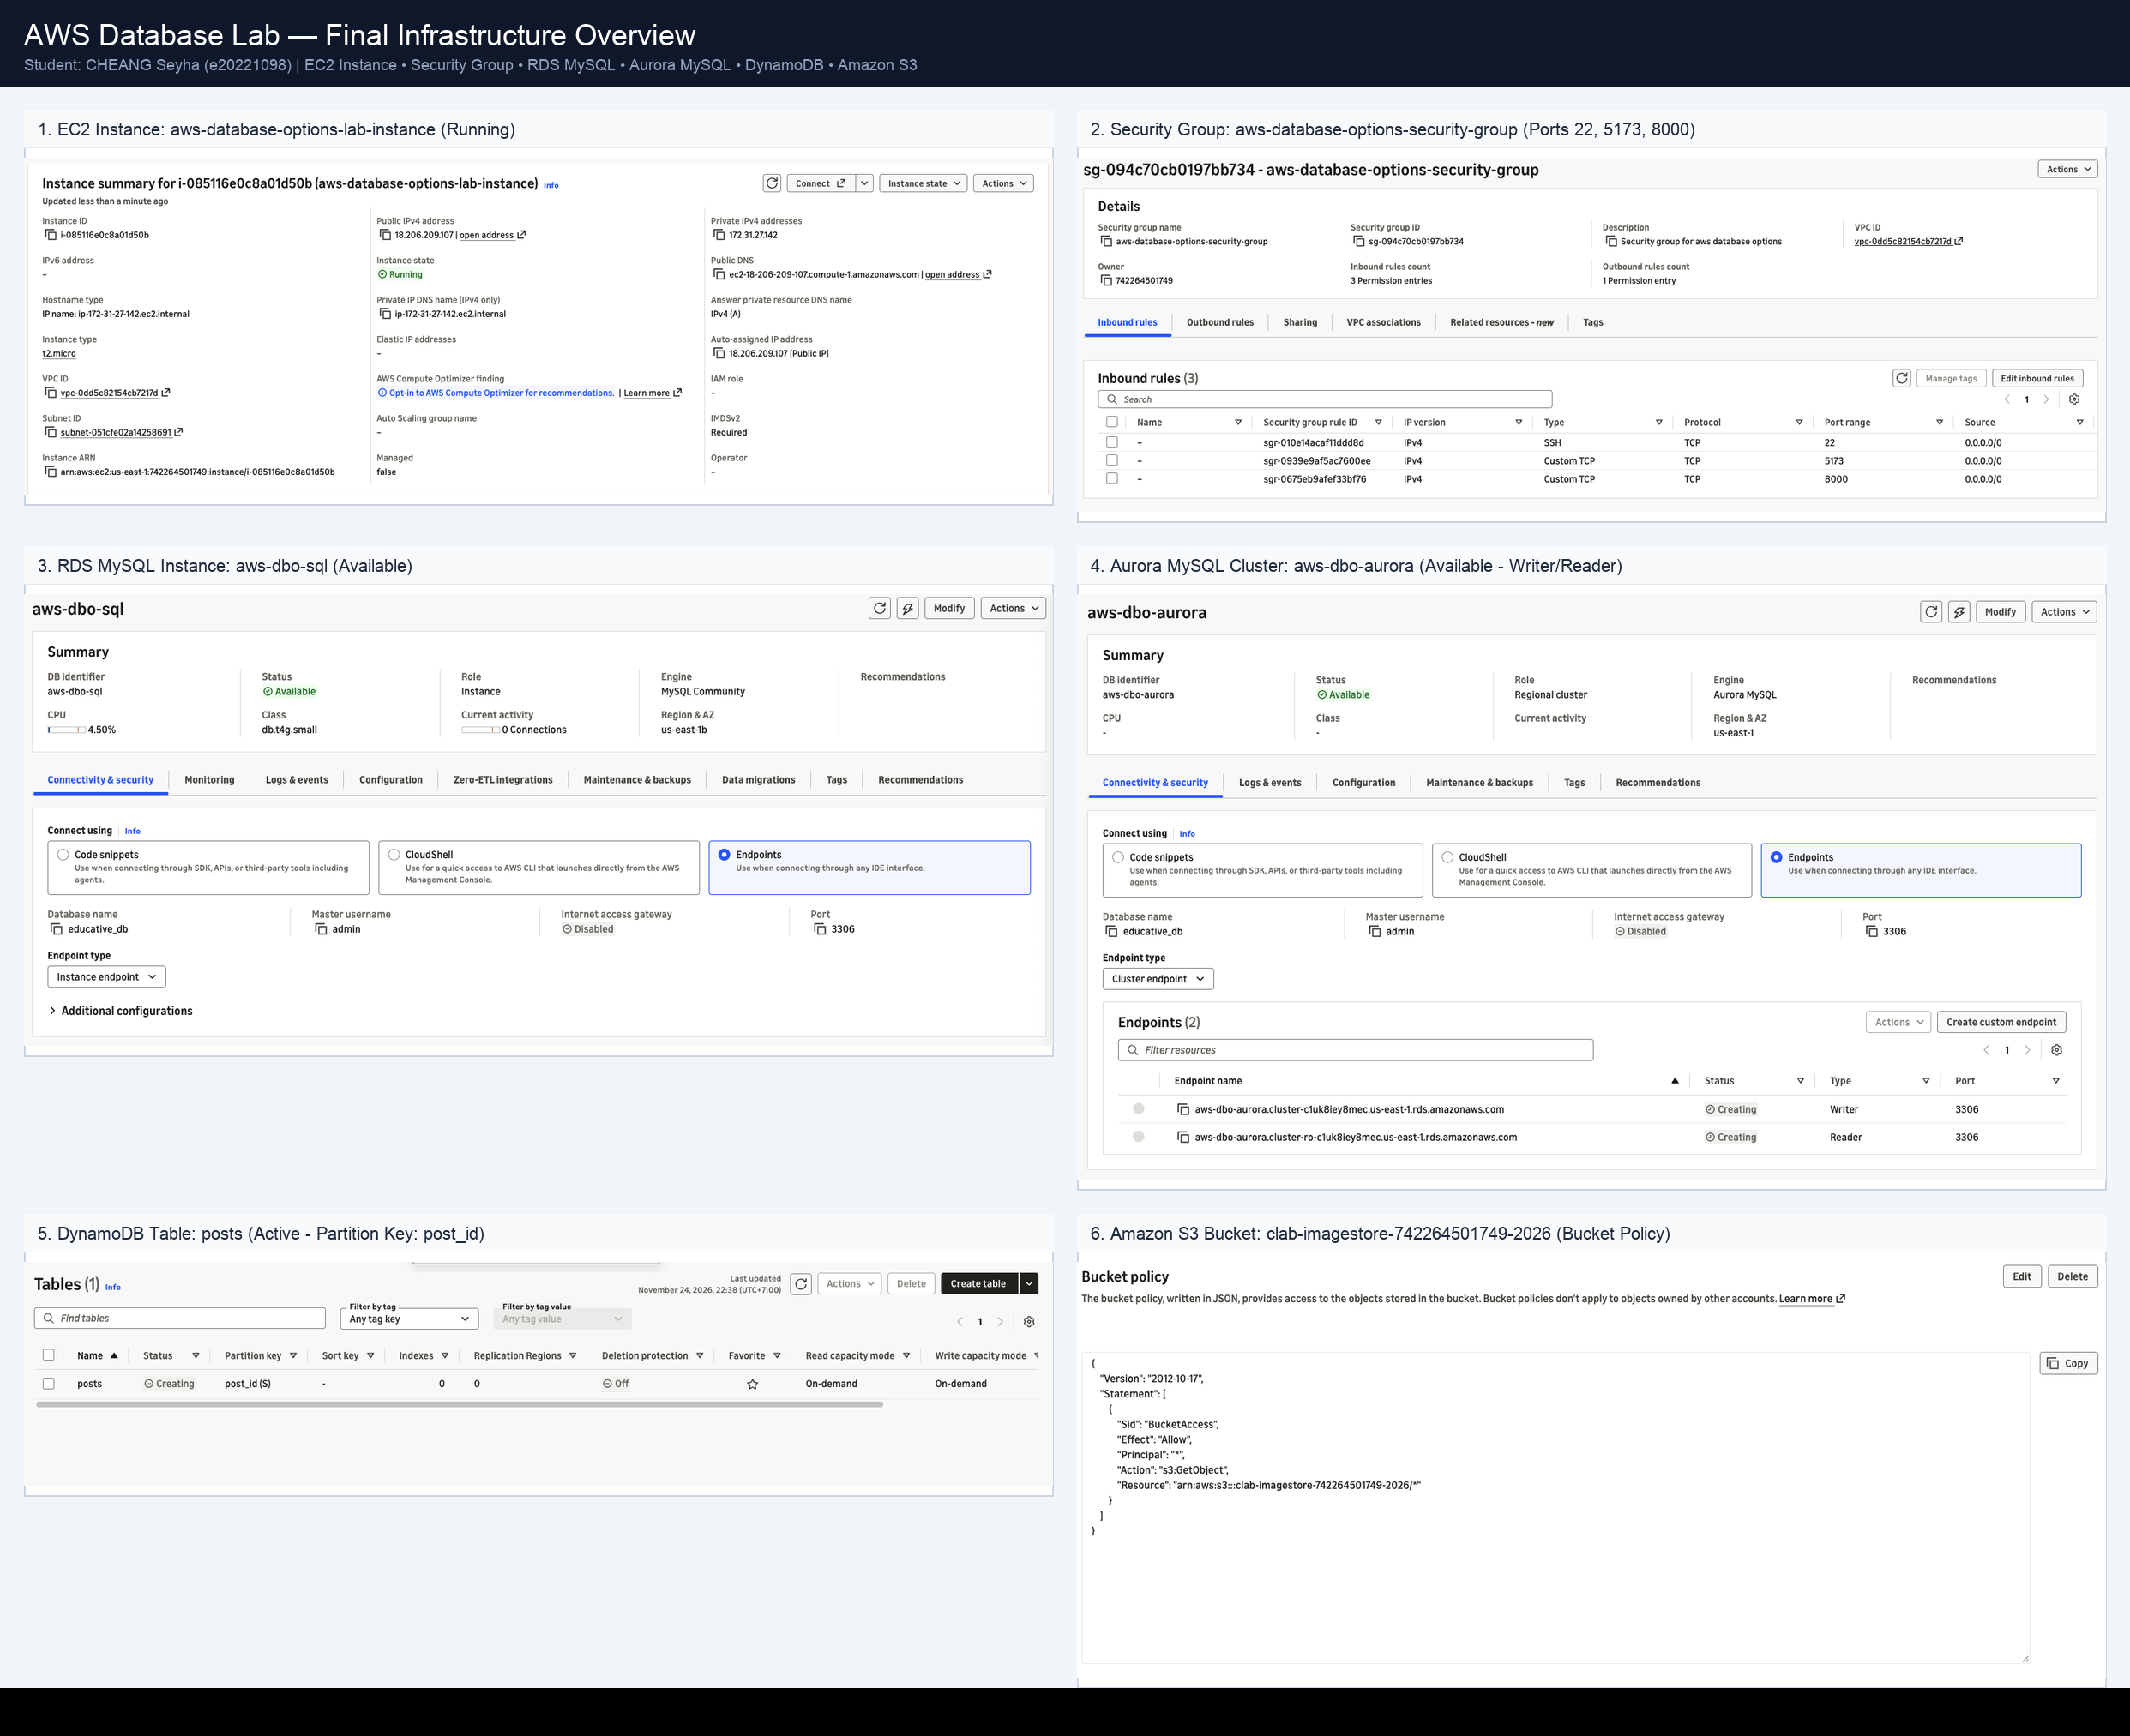 AWS Database Lab — Final Infrastructure Overview
Student: CHEANG Seyha (e20221098) | EC2 Instance • Security Group • RDS MySQL • Aurora MySQL • DynamoDB • Amazon S3
1. EC2 Instance: aws-database-options-lab-instance (Running)
Instance summary for i-085116e0c8a01d50b (aws-database-options-lab-instance) Info
Connect Instance state Actions
Updated less than a minute ago
Instance ID Public IPv4 address Private IPv4 addresses
i-085116e0c8a01d50b 18.206.209.107 | open address 172.31.27.142
IPv6 address Instance state Public DNS
– Running ec2-18-206-209-107.compute-1.amazonaws.com | open address
Hostname type Private IP DNS name (IPv4 only) Answer private resource DNS name
IP name: ip-172-31-27-142.ec2.internal ip-172-31-27-142.ec2.internal IPv4 (A)
Instance type Elastic IP addresses Auto-assigned IP address
t2.micro – 18.206.209.107 [Public IP]
VPC ID AWS Compute Optimizer finding IAM role
vpc-0dd5c82154cb7217d Opt-in to AWS Compute Optimizer for recommendations. | Learn more –
Subnet ID Auto Scaling group name IMDSv2
subnet-051cfe02a14258691 – Required
Instance ARN Managed Operator
arn:aws:ec2:us-east-1:742264501749:instance/i-085116e0c8a01d50b false –
2. Security Group: aws-database-options-security-group (Ports 22, 5173, 8000)
sg-094c70cb0197bb734 - aws-database-options-security-group Actions
Details
Security group name Security group ID Description VPC ID
aws-database-options-security-group sg-094c70cb0197bb734 Security group for aws database options vpc-0dd5c82154cb7217d
Owner Inbound rules count Outbound rules count
742264501749 3 Permission entries 1 Permission entry
Inbound rules Outbound rules Sharing VPC associations Related resources - new Tags
Inbound rules (3) Manage tags Edit inbound rules
Search 1
Name Security group rule ID IP version Type Protocol Port range Source
– sgr-010e14acaf11ddd8d IPv4 SSH TCP 22 0.0.0.0/0
– sgr-0939e9af5ac7600ee IPv4 Custom TCP TCP 5173 0.0.0.0/0
– sgr-0675eb9afef33bf76 IPv4 Custom TCP TCP 8000 0.0.0.0/0
3. RDS MySQL Instance: aws-dbo-sql (Available)
aws-dbo-sql Modify Actions
Summary
DB identifier Status Role Engine Recommendations
aws-dbo-sql Available Instance MySQL Community
CPU Class Current activity Region & AZ
4.50% db.t4g.small 0 Connections us-east-1b
Connectivity & security Monitoring Logs & events Configuration Zero-ETL integrations Maintenance & backups Data migrations Tags Recommendations
Connect using Info
Code snippets CloudShell Endpoints
Use when connecting through SDK, APIs, or third-party tools including Use for a quick access to AWS CLI that launches directly from the AWS Use when connecting through any IDE interface.
agents. Management Console.
Database name Master username Internet access gateway Port
educative_db admin Disabled 3306
Endpoint type
Instance endpoint
Additional configurations
4. Aurora MySQL Cluster: aws-dbo-aurora (Available - Writer/Reader)
aws-dbo-aurora Modify Actions
Summary
DB identifier Status Role Engine Recommendations
aws-dbo-aurora Available Regional cluster Aurora MySQL
CPU Class Current activity Region & AZ
- - us-east-1
Connectivity & security Logs & events Configuration Maintenance & backups Tags Recommendations
Connect using Info
Code snippets CloudShell Endpoints
Use when connecting through SDK, APIs, or third-party tools including Use for a quick access to AWS CLI that launches directly from the AWS Use when connecting through any IDE interface.
agents. Management Console.
Database name Master username Internet access gateway Port
educative_db admin Disabled 3306
Endpoint type
Cluster endpoint
Endpoints (2) Actions Create custom endpoint
Filter resources 1
Endpoint name Status Type Port
aws-dbo-aurora.cluster-c1uk8iey8mec.us-east-1.rds.amazonaws.com Creating Writer 3306
aws-dbo-aurora.cluster-ro-c1uk8iey8mec.us-east-1.rds.amazonaws.com Creating Reader 3306
5. DynamoDB Table: posts (Active - Partition Key: post_id)
Tables (1) Info
Last updated
November 24, 2026, 22:38 (UTC+7:00) Actions Delete Create table
Filter by tag Filter by tag value
Find tables Any tag key Any tag value 1
Name Status Partition key Sort key Indexes Replication Regions Deletion protection Favorite Read capacity mode Write capacity mode
posts Creating post_id (S) - 0 0 Off On-demand On-demand
6. Amazon S3 Bucket: clab-imagestore-742264501749-2026 (Bucket Policy)
Bucket policy Edit Delete
The bucket policy, written in JSON, provides access to the objects stored in the bucket. Bucket policies don't apply to objects owned by other accounts. Learn more
Copy
{
"Version": "2012-10-17",
"Statement": [
{
"Sid": "BucketAccess",
"Effect": "Allow",
"Principal": "*",
"Action": "s3:GetObject",
"Resource": "arn:aws:s3:::clab-imagestore-742264501749-2026/*"
}
]
}